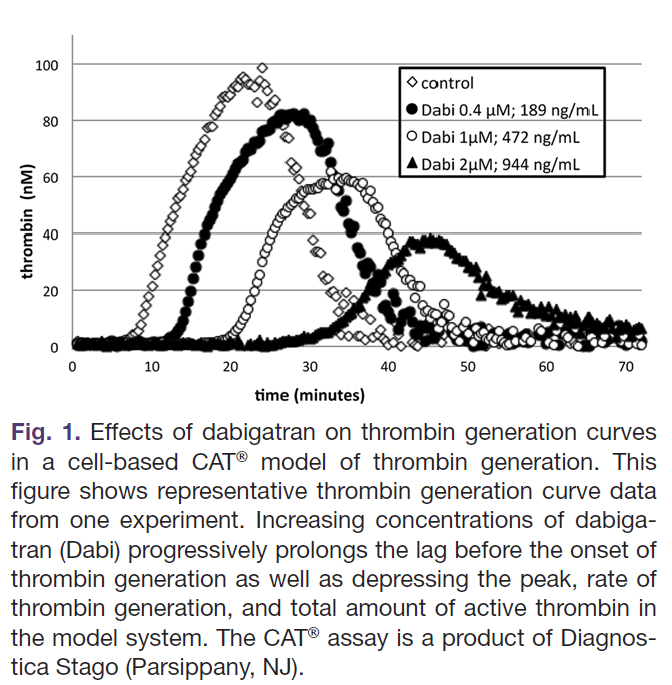 100
80
60
40
20
0
thrombin (nM)
0 10 20 30 40 50 60 70
time (minutes)
control
Dabi 0.4 µM; 189 ng/mL
Dabi 1µM; 472 ng/mL
Dabi 2µM; 944 ng/mL
Fig. 1. Effects of dabigatran on thrombin generation curves
in a cell-based CAT® model of thrombin generation. This
figure shows representative thrombin generation curve data
from one experiment. Increasing concentrations of dabiga-
tran (Dabi) progressively prolongs the lag before the onset of
thrombin generation as well as depressing the peak, rate of
thrombin generation, and total amount of active thrombin in
the model system. The CAT® assay is a product of Diagnos-
tica Stago (Parsippany, NJ).